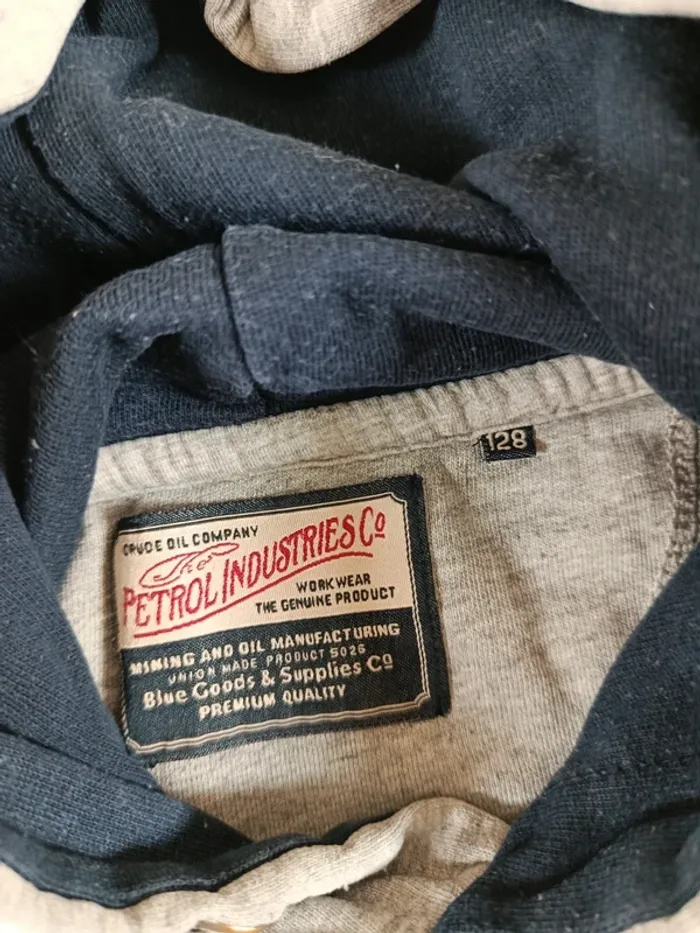 128
CRUDE OIL COMPANY
The
PETROL INDUSTRIES Co
WORKWEAR
THE GENUINE PRODUCT
MINING AND OIL MANUFACTURING
UNION MADE PRODUCT 5026
Blue Goods & Supplies Co
PREMIUM QUALITY